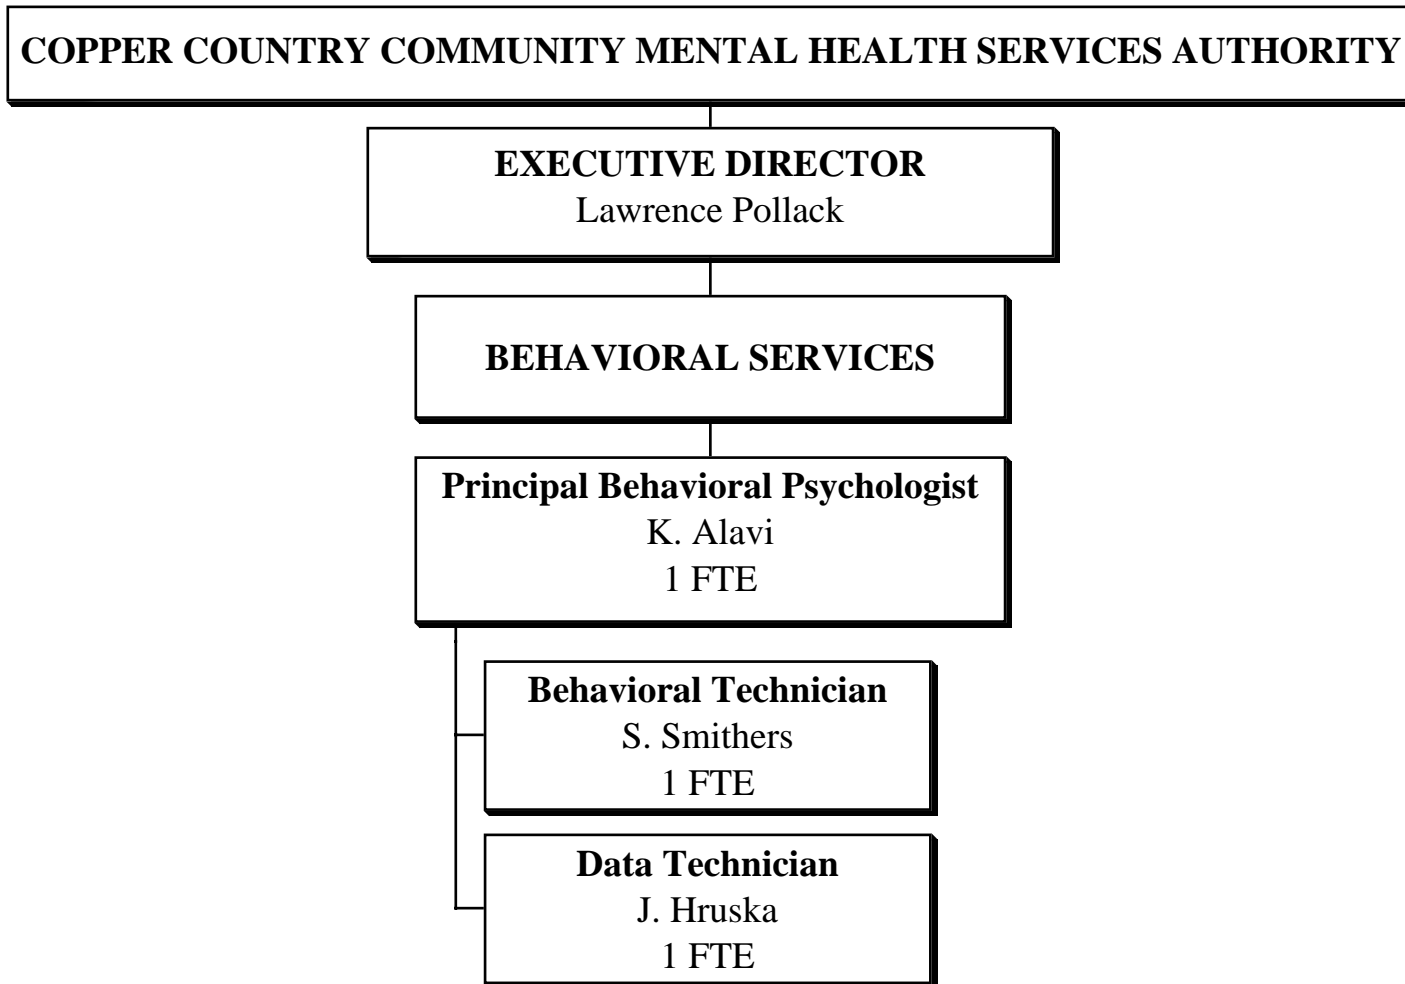 COPPER COUNTRY COMMUNITY MENTAL HEALTH SERVICES AUTHORITY
EXECUTIVE DIRECTOR
Lawrence Pollack
BEHAVIORAL SERVICES
Principal Behavioral Psychologist
K. Alavi
1 FTE
Behavioral Technician
S. Smithers
1 FTE
Data Technician
J. Hruska
1 FTE